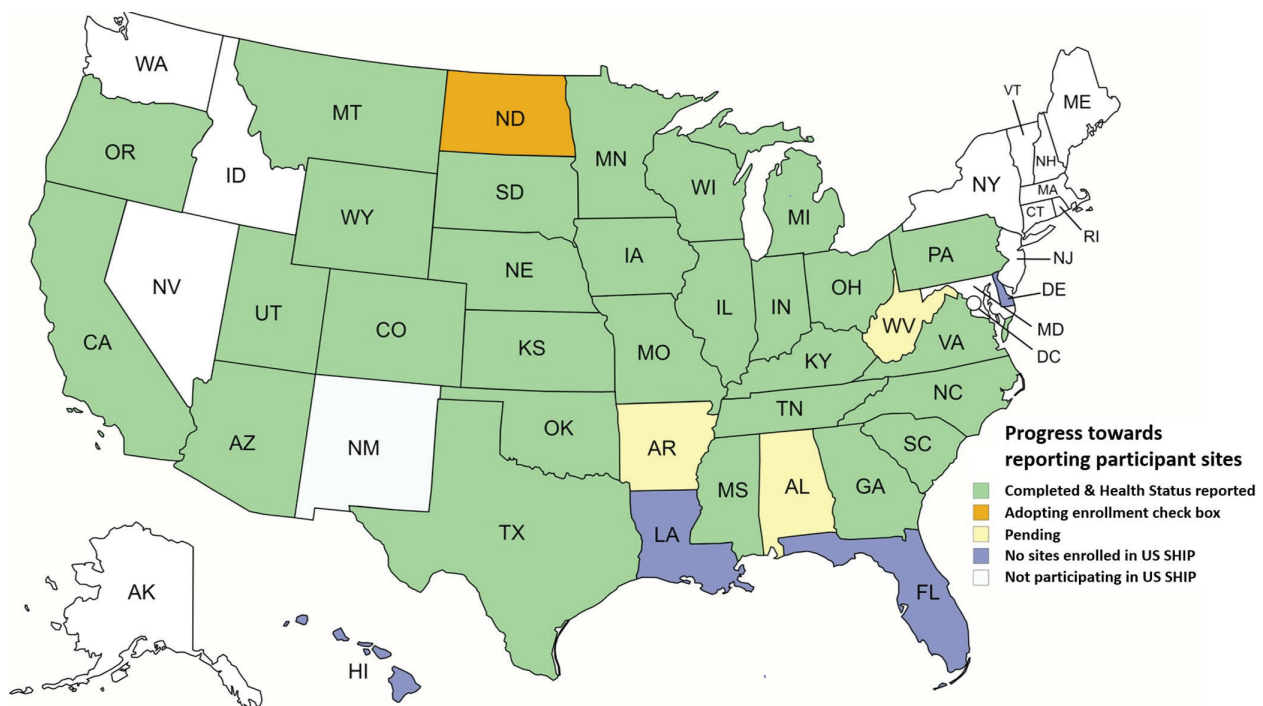 WA
VT
ME
MT
ND
OR
MN
ID
SD
WI
NH
NY
MA
WY
MI
CT
RI
IA
PA
NJ
NE
NV
DE
OH
IL
IN
UT
CO
WV
MD
CA
VA
KS
MO
DC
KY
NC
TN
OK
AZ
NM
AR
SC
MS
AL
GA
TX
LA
AK
FL
HI
Progress towards
reporting participant sites
Completed & Health Status reported
Adopting enrollment check box
Pending
No sites enrolled in US SHIP
Not participating in US SHIP